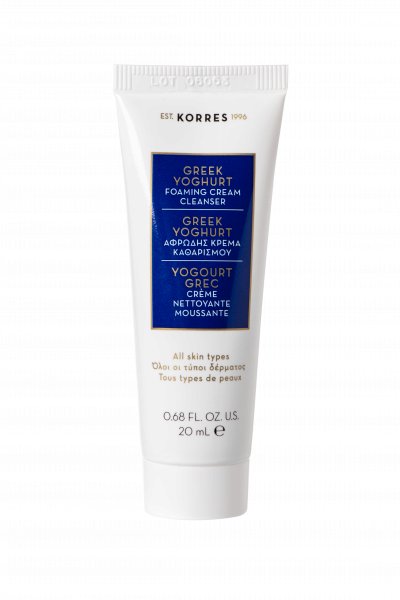 LOT 08053
EST. KORRES 1996
GREEK
YOGHURT
FOAMING CREAM
CLEANSER
GREEK
YOGHURT
ΑΦΡΩΔΗΣ ΚΡΕΜΑ
ΚΑΘΑΡΙΣΜΟΥ
YOGOURT
GREC
CRÈME
NETTOYANTE
MOUSSANTE
All skin types
Όλοι οι τύποι δέρματος
Tous types de peaux
0.68 FL. OZ. U.S.
20 mL ℮